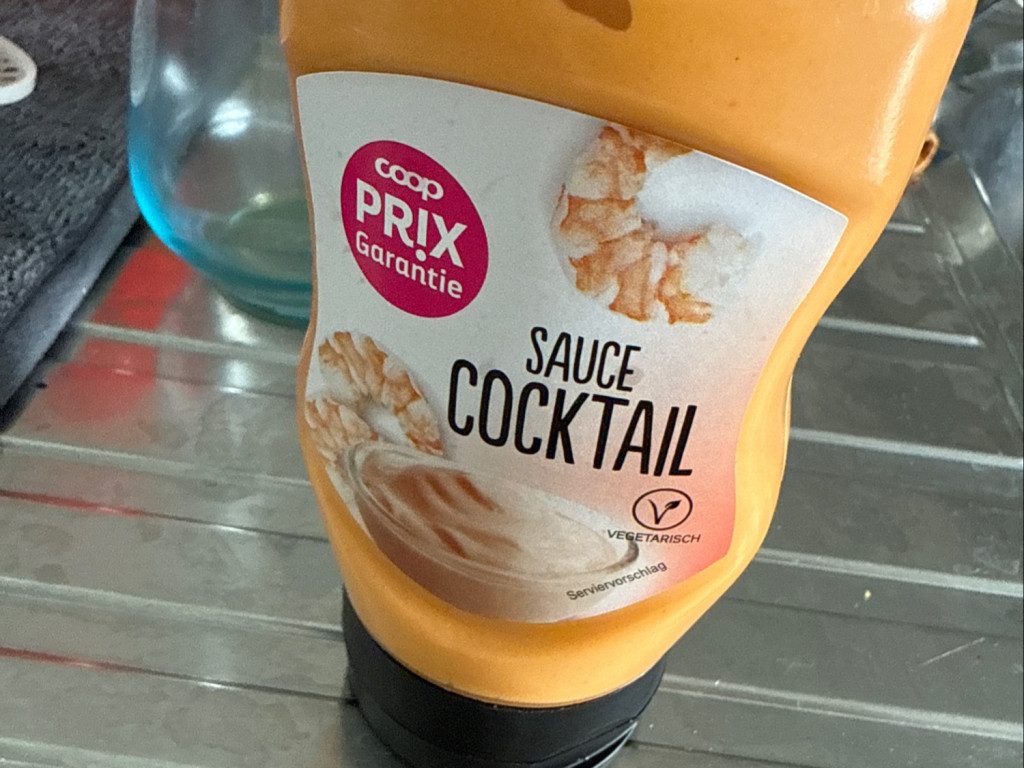 coop
PR!X
Garantie
SAUCE
COCKTAIL
VEGETARISCH
Serviervorschlag